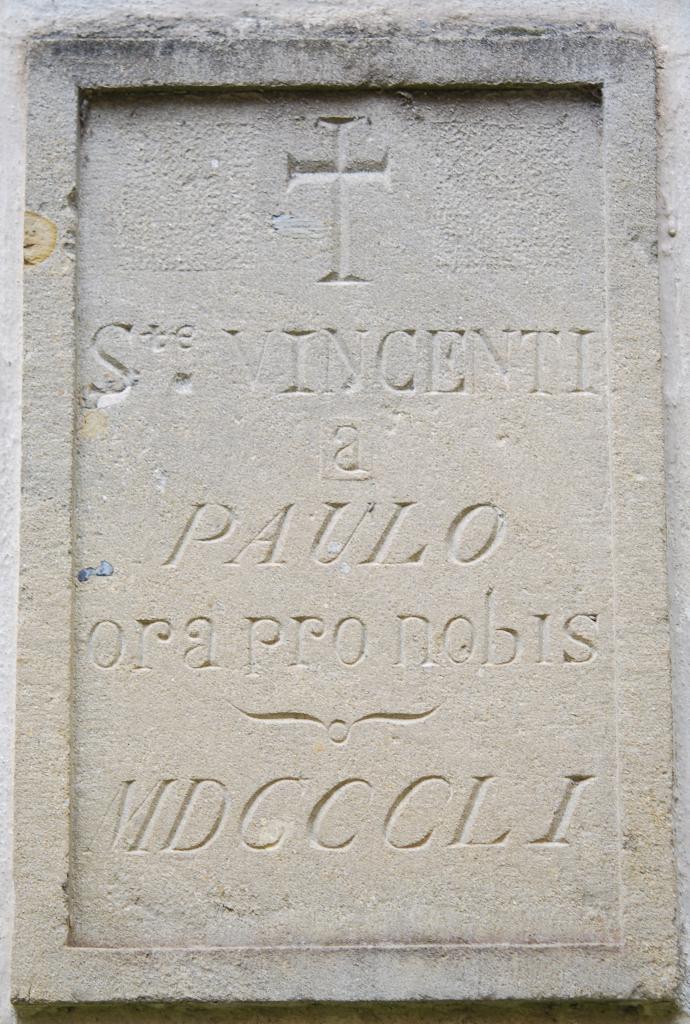 Ste. VINCENTI
a
PAULO
ora pro nobis
MDCCCLI